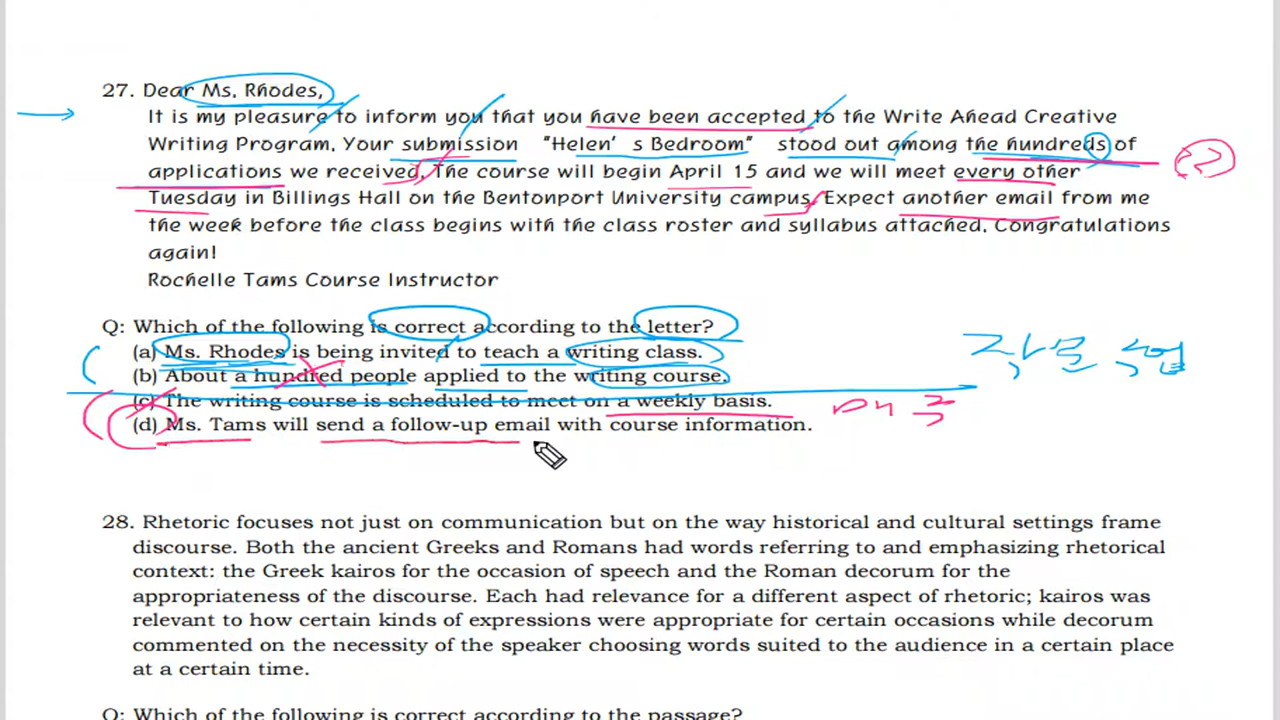 27. Dear Ms. Rhodes,
It is my pleasure to inform you that you have been accepted to the Write Ahead Creative
Writing Program. Your submission "Helen's Bedroom" stood out among the hundreds of
applications we received. The course will begin April 15 and we will meet every other
Tuesday in Billings Hall on the Bentonport University campus. Expect another email from me
the week before the class begins with the class roster and syllabus attached. Congratulations
again!
Rochelle Tams Course Instructor
Q: Which of the following is correct according to the letter?
(a) Ms. Rhodes is being invited to teach a writing class.
(b) About a hundred people applied to the writing course.
(c) The writing course is scheduled to meet on a weekly basis.
(d) Ms. Tams will send a follow-up email with course information.
28. Rhetoric focuses not just on communication but on the way historical and cultural settings frame
discourse. Both the ancient Greeks and Romans had words referring to and emphasizing rhetorical
context: the Greek kairos for the occasion of speech and the Roman decorum for the
appropriateness of the discourse. Each had relevance for a different aspect of rhetoric; kairos was
relevant to how certain kinds of expressions were appropriate for certain occasions while decorum
commented on the necessity of the speaker choosing words suited to the audience in a certain place
at a certain time.
Q: Which of the following is correct according to the passage?